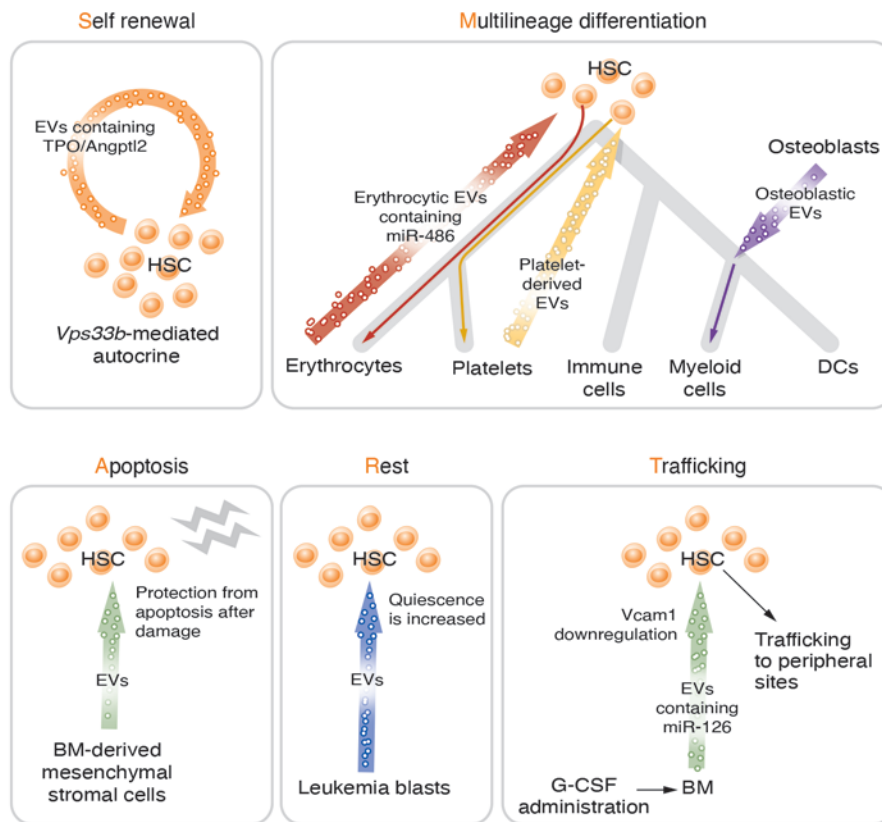 Self renewal
EVs containing
TPO/Angptl2
HSC
Vps33b-mediated
autocrine
Multilineage differentiation
HSC
Osteoblasts
Osteoblastic
EVs
Erythrocytic EVs
containing
miR-486
Platelet-
derived
EVs
Erythrocytes
Platelets
Immune
cells
Myeloid
cells
DCs
Apoptosis
HSC
Protection from
apoptosis after
damage
EVs
BM-derived
mesenchymal
stromal cells
Rest
HSC
Quiescence
is increased
EVs
Leukemia blasts
Trafficking
HSC
Vcam1
downregulation
Trafficking
to peripheral
sites
EVs
containing
miR-126
G-CSF
administration
BM